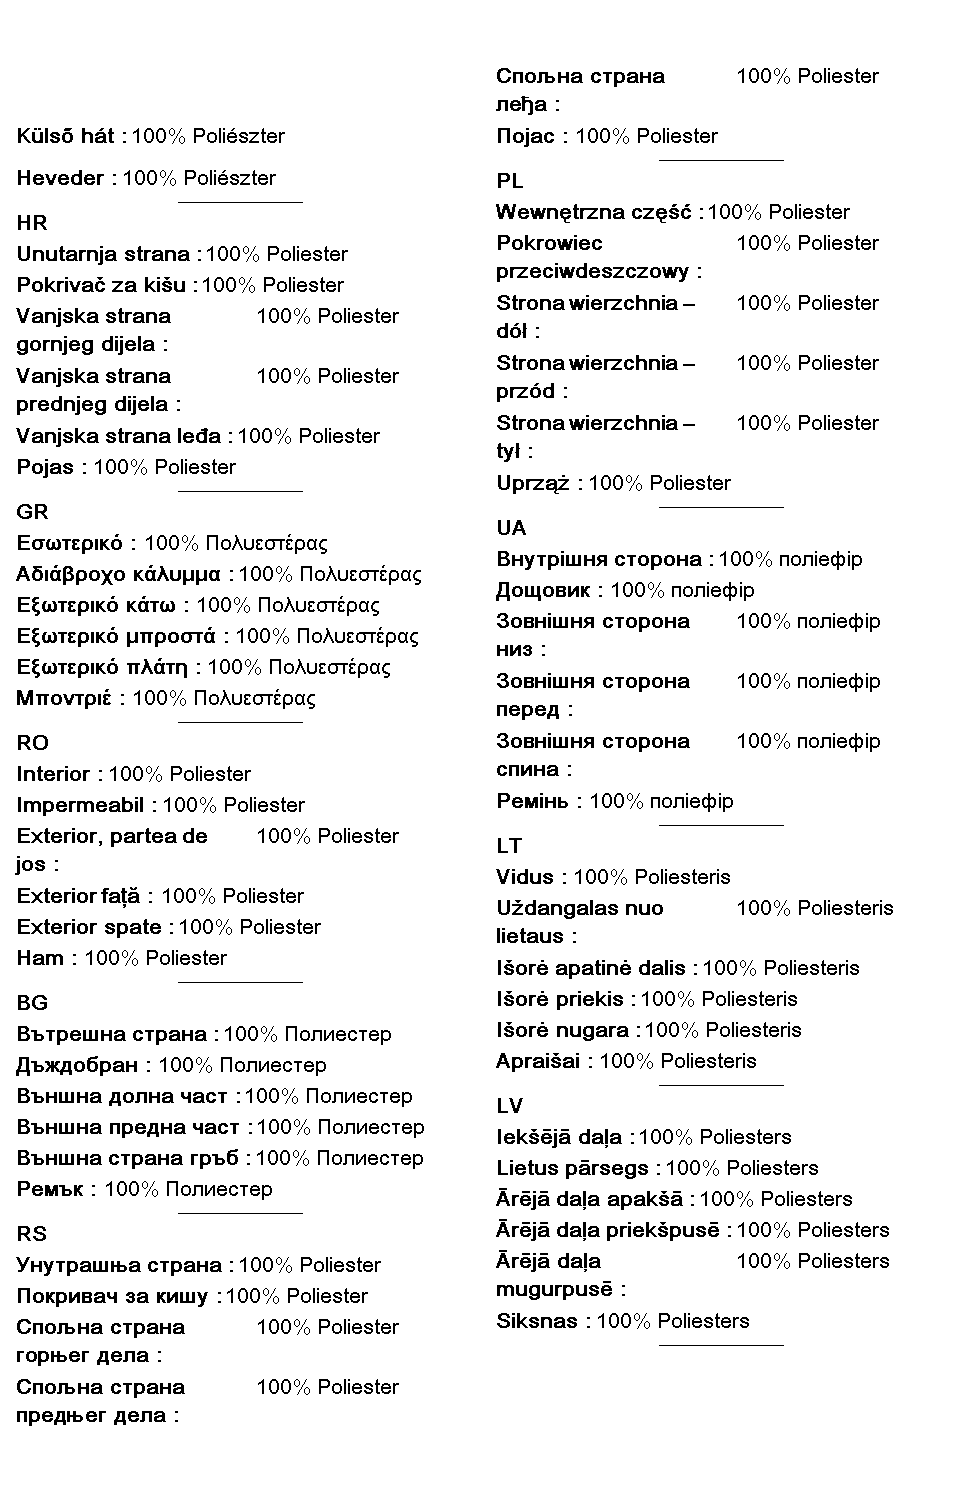 Külső hát : 100% Poliészter
Heveder : 100% Poliészter
HR
Unutarnja strana : 100% Poliester
Pokrivač za kišu : 100% Poliester
Vanjska strana 100% Poliester
gornjeg dijela :
Vanjska strana 100% Poliester
prednjeg dijela :
Vanjska strana leđa : 100% Poliester
Pojas : 100% Poliester
GR
Εσωτερικό : 100% Πολυεστέρας
Αδιάβροχο κάλυμμα : 100% Πολυεστέρας
Εξωτερικό κάτω : 100% Πολυεστέρας
Εξωτερικό μπροστά : 100% Πολυεστέρας
Εξωτερικό πλάτη : 100% Πολυεστέρας
Μποντριέ : 100% Πολυεστέρας
RO
Interior : 100% Poliester
Impermeabil : 100% Poliester
Exterior, partea de 100% Poliester
jos :
Exterior față : 100% Poliester
Exterior spate : 100% Poliester
Ham : 100% Poliester
BG
Вътрешна страна : 100% Полиестер
Дъждобран : 100% Полиестер
Външна долна част : 100% Полиестер
Външна предна част : 100% Полиестер
Външна страна гръб : 100% Полиестер
Ремък : 100% Полиестер
RS
Унутрашња страна : 100% Poliester
Покривач за кишу : 100% Poliester
Спољна страна 100% Poliester
горњег дела :
Спољна страна 100% Poliester
предњег дела :
Спољна страна 100% Poliester
леђа :
Појас : 100% Poliester
PL
Wewnętrzna część : 100% Poliester
Pokrowiec 100% Poliester
przeciwdeszczowy :
Strona wierzchnia – 100% Poliester
dół :
Strona wierzchnia – 100% Poliester
przód :
Strona wierzchnia – 100% Poliester
tył :
Uprząż : 100% Poliester
UA
Внутрішня сторона : 100% поліефір
Дощовик : 100% поліефір
Зовнішня сторона 100% поліефір
низ :
Зовнішня сторона 100% поліефір
перед :
Зовнішня сторона 100% поліефір
спина :
Ремінь : 100% поліефір
LT
Vidus : 100% Poliesteris
Uždangalas nuo 100% Poliesteris
lietaus :
Išorė apatinė dalis : 100% Poliesteris
Išorė priekis : 100% Poliesteris
Išorė nugara : 100% Poliesteris
Apraišai : 100% Poliesteris
LV
Iekšējā daļa : 100% Poliesters
Lietus pārsegs : 100% Poliesters
Ārējā daļa apakšā : 100% Poliesters
Ārējā daļa priekšpusē : 100% Poliesters
Ārējā daļa 100% Poliesters
mugurpusē :
Siksnas : 100% Poliesters